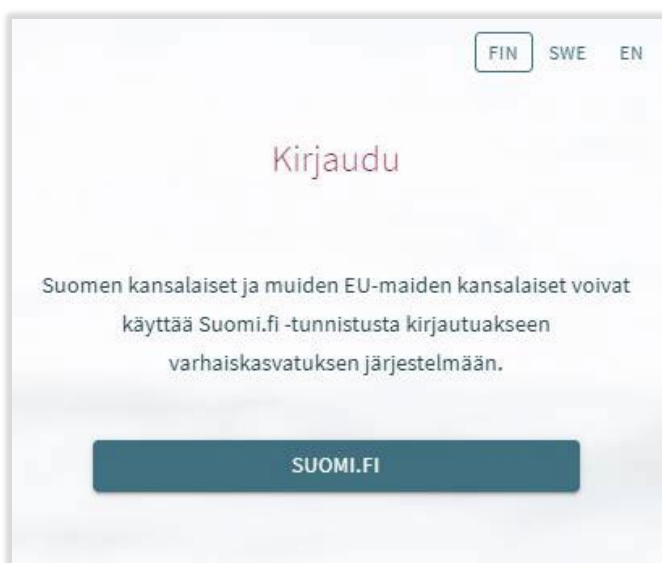 FIN SWE EN
Kirjaudu
Suomen kansalaiset ja muiden EU-maiden kansalaiset voivat
käyttää Suomi.fi -tunnistusta kirjautuakseen
varhaiskasvatuksen järjestelmään.
SUOMI.FI